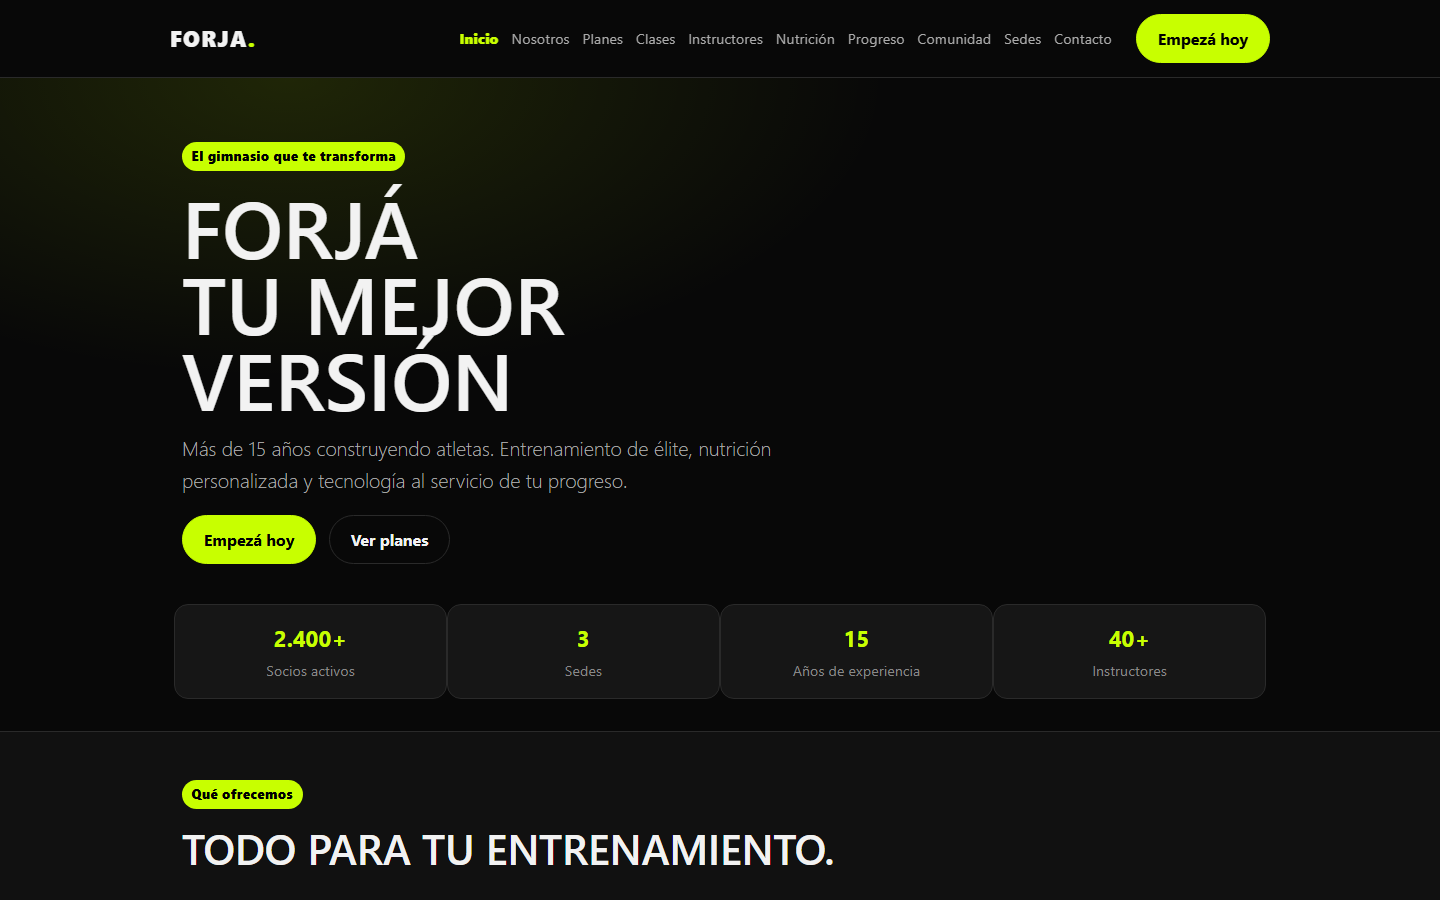 FORJA.
Inicio Nosotros Planes Clases Instructores Nutrición Progreso Comunidad Sedes Contacto Empezá hoy
El gimnasio que te transforma
FORJÁ
TU MEJOR
VERSIÓN
Más de 15 años construyendo atletas. Entrenamiento de élite, nutrición
personalizada y tecnología al servicio de tu progreso.
Empezá hoy Ver planes
2.400+ 3 15 40+
Socios activos Sedes Años de experiencia Instructores
Qué ofrecemos
TODO PARA TU ENTRENAMIENTO.